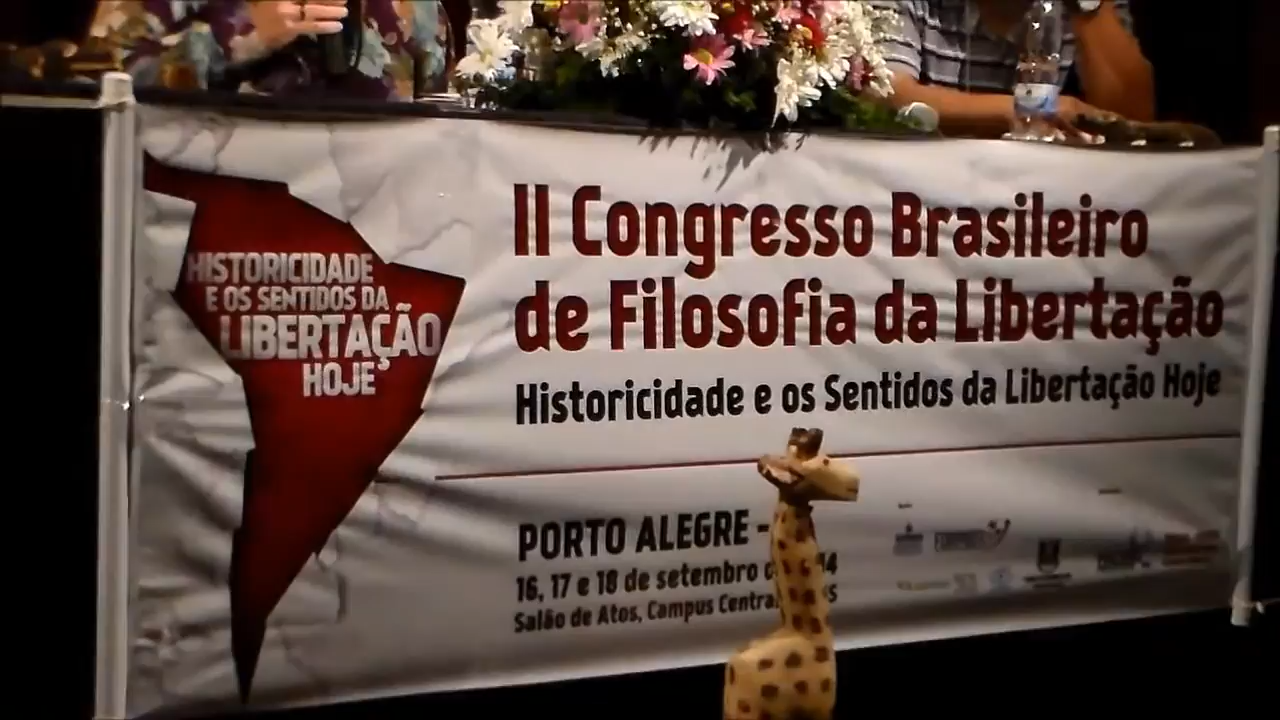 HISTORICIDADE
E OS SENTIDOS DA
LIBERTAÇÃO
HOJE
II Congresso Brasileiro
de Filosofia da Libertação
Historicidade e os Sentidos da Libertação Hoje
PORTO ALEGRE -
16, 17 e 18 de setembro
Salão de Atos, Campus